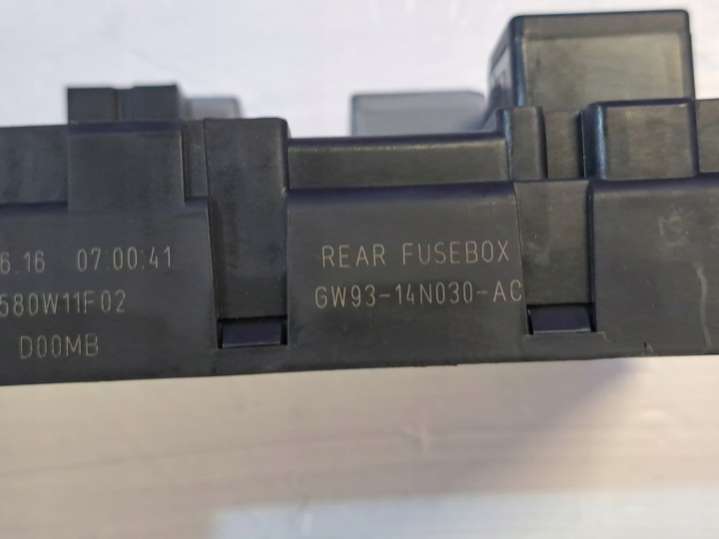 6.16 07:00:41
580W11F02
D00MB
REAR FUSEBOX
GW93-14N030-AC